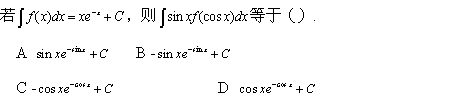 若∫f(x)dx = xe^{-x} + C，则∫sin xf(cos x)dx等于（）.
A sin xe^{-sin x} + C B -sin xe^{-sin x} + C
C -cos xe^{-cos x} + C D cos xe^{-cos x} + C